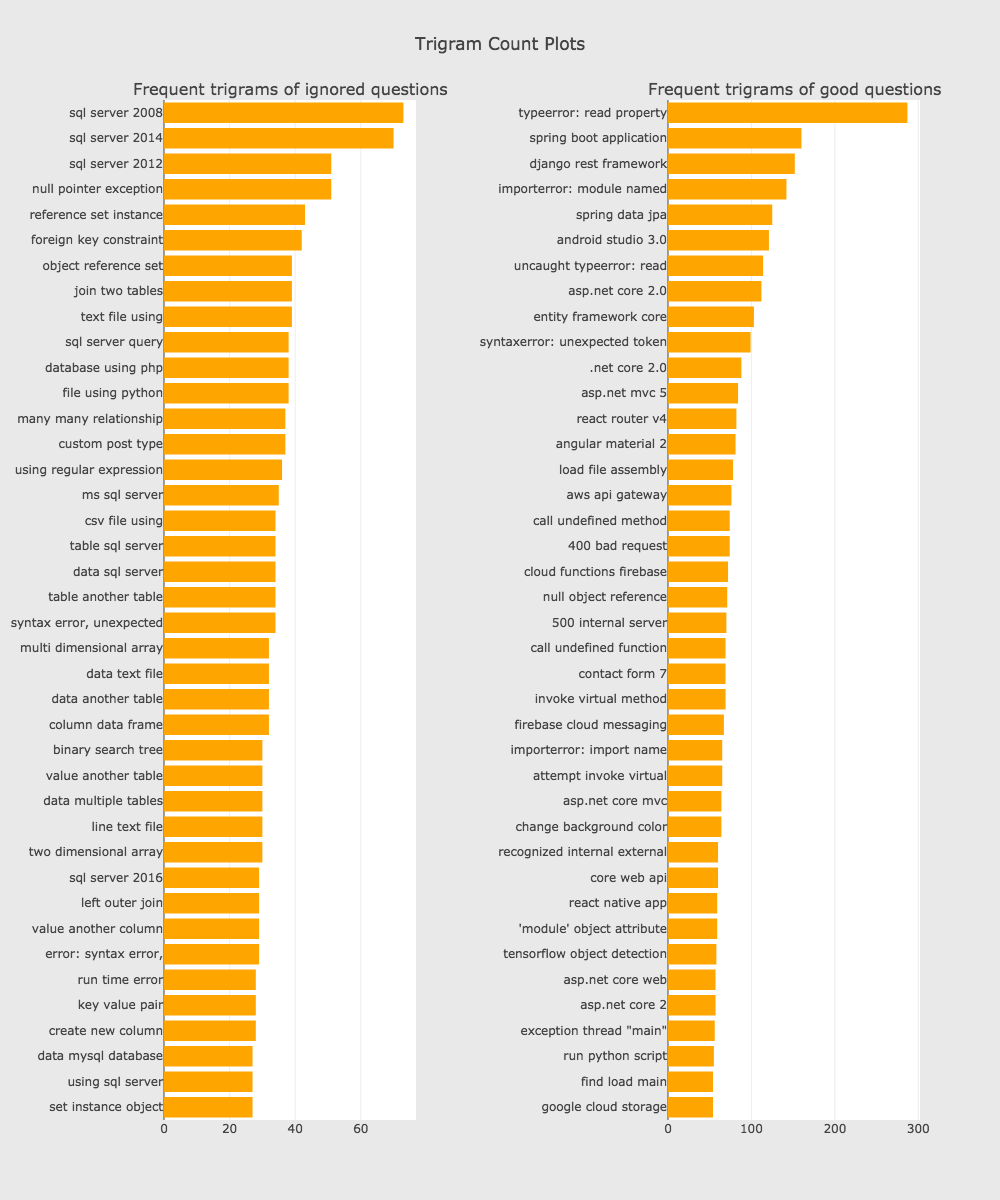 Trigram Count Plots
Frequent trigrams of ignored questions
sql server 2008
sql server 2014
sql server 2012
null pointer exception
reference set instance
foreign key constraint
object reference set
join two tables
text file using
sql server query
database using php
file using python
many many relationship
custom post type
using regular expression
ms sql server
csv file using
table sql server
data sql server
table another table
syntax error, unexpected
multi dimensional array
data text file
data another table
column data frame
binary search tree
value another table
data multiple tables
line text file
two dimensional array
sql server 2016
left outer join
value another column
error: syntax error,
run time error
key value pair
create new column
data mysql database
using sql server
set instance object
0 20 40 60
Frequent trigrams of good questions
typeerror: read property
spring boot application
django rest framework
importerror: module named
spring data jpa
android studio 3.0
uncaught typeerror: read
asp.net core 2.0
entity framework core
syntaxerror: unexpected token
.net core 2.0
asp.net mvc 5
react router v4
angular material 2
load file assembly
aws api gateway
call undefined method
400 bad request
cloud functions firebase
null object reference
500 internal server
call undefined function
contact form 7
invoke virtual method
firebase cloud messaging
importerror: import name
attempt invoke virtual
asp.net core mvc
change background color
recognized internal external
core web api
react native app
'module' object attribute
tensorflow object detection
asp.net core web
asp.net core 2
exception thread "main"
run python script
find load main
google cloud storage
0 100 200 300